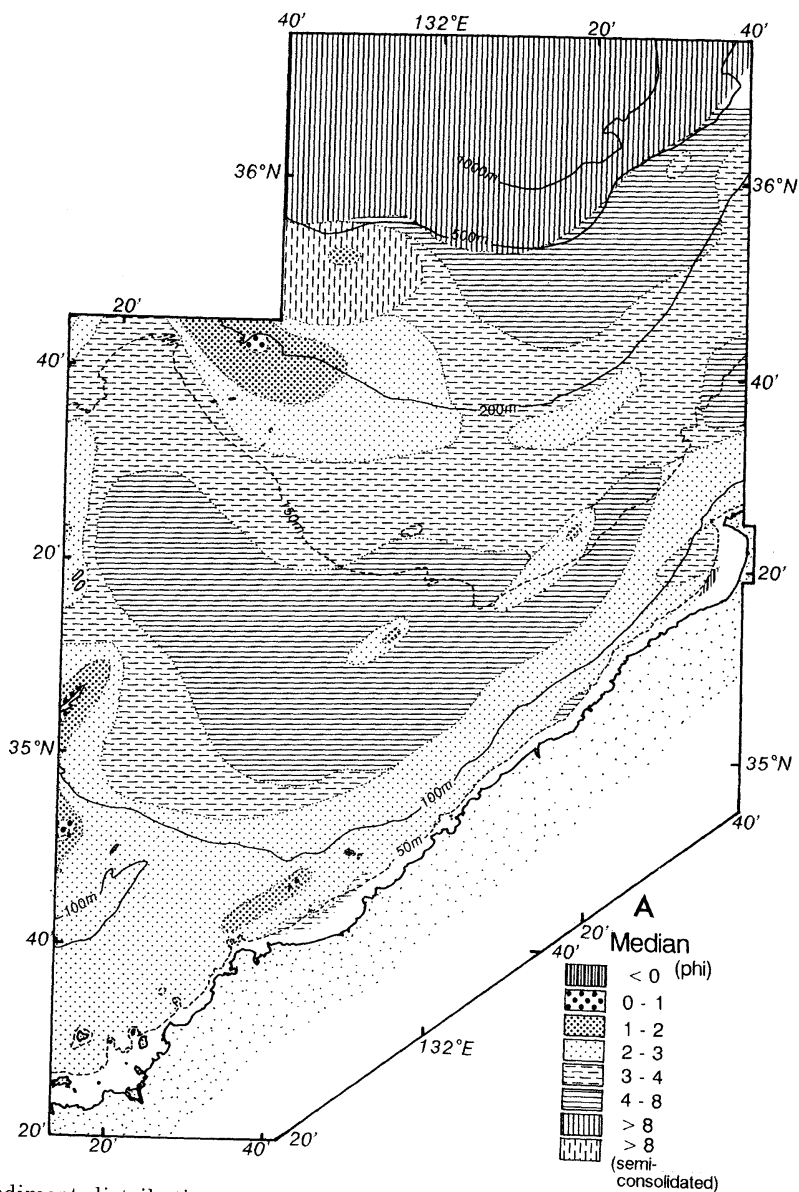 40'
132°E
20'
40'
36°N
1000m
36°N
500m
20'
40'
40'
200m
150m
20'
20'
35°N
35°N
100m
40'
50m
100m
A
40'
20'
Median
40'
(phi)
< 0
0 - 1
1 - 2
132°E
2 - 3
3 - 4
4 - 8
> 8
20'
20'
> 8
20'
40'
(semi-
consolidated)